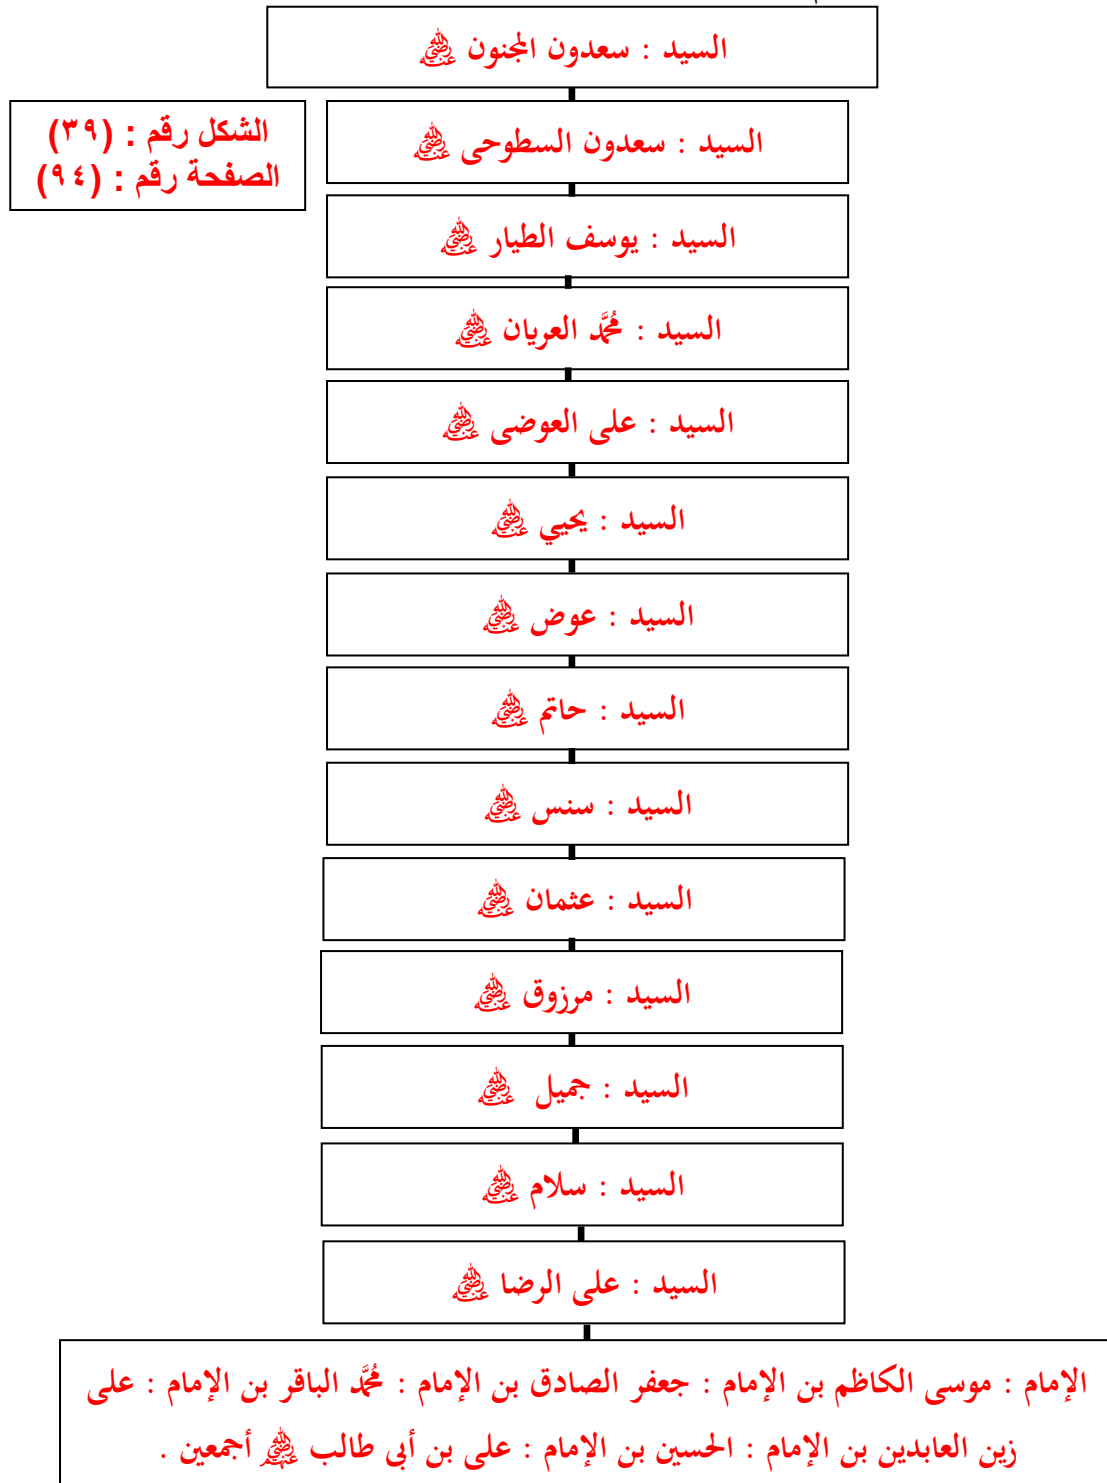 السيد : سعدون المجنون رضي الله عنه
الشكل رقم : (٣٩)
الصفحة رقم : (٩٤)
السيد : سعدون السطوحى رضي الله عنه
السيد : يوسف الطيار رضي الله عنه
السيد : مُحَمَّد العريان رضي الله عنه
السيد : على العوضى رضي الله عنه
السيد : يحيي رضي الله عنه
السيد : عوض رضي الله عنه
السيد : حاتم رضي الله عنه
السيد : سنس رضي الله عنه
السيد : عثمان رضي الله عنه
السيد : مرزوق رضي الله عنه
السيد : جميل رضي الله عنه
السيد : سلام رضي الله عنه
السيد : على الرضا رضي الله عنه
الإمام : موسى الكاظم بن الإمام : جعفر الصادق بن الإمام : مُحَمَّد الباقر بن الإمام : على
زين العابدين بن الإمام : الحسين بن الإمام : على بن أبى طالب رضي الله عنهم أجمعين .